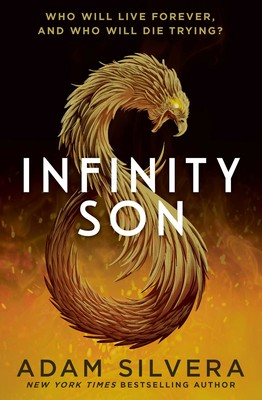 WHO WILL LIVE FOREVER,
AND WHO WILL DIE TRYING?
INFINITY
SON
ADAM SILVERA
NEW YORK TIMES BESTSELLING AUTHOR